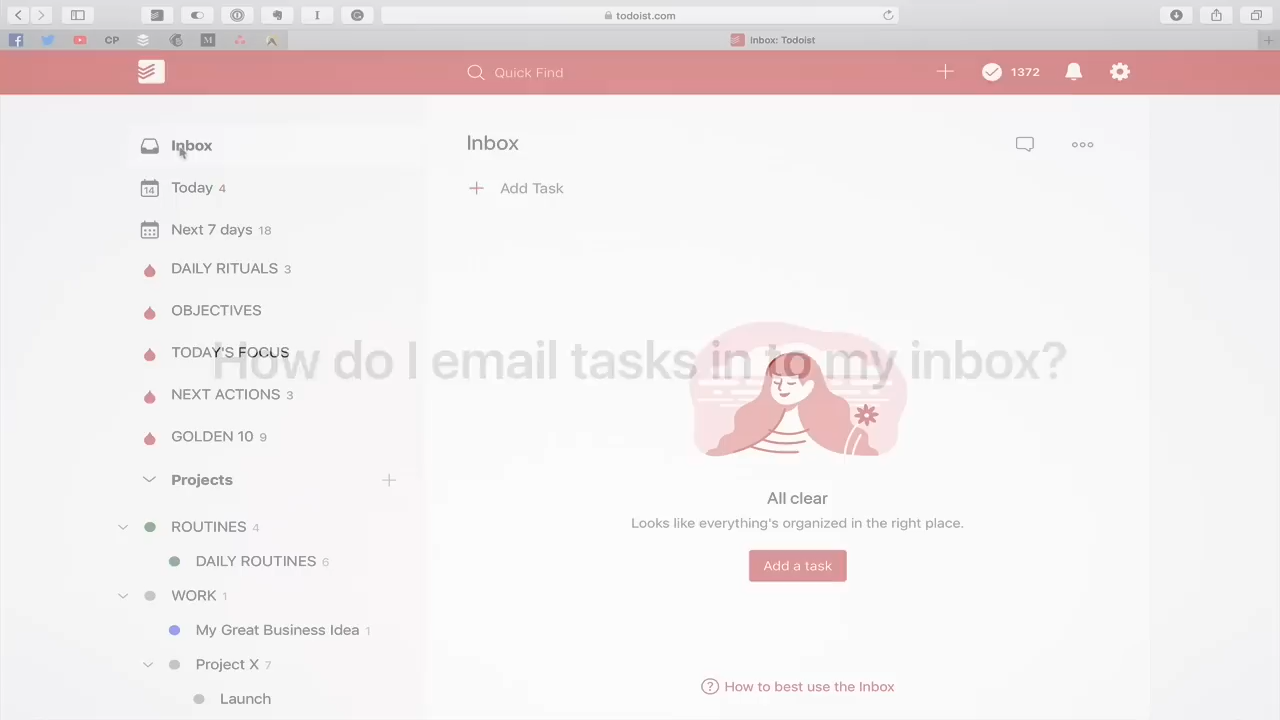 todoist.com
CP
M
Inbox: Todoist
Quick Find
1372
Inbox
14
Today 4
Next 7 days 18
DAILY RITUALS 3
OBJECTIVES
TODAY'S FOCUS
NEXT ACTIONS 3
GOLDEN 10 9
Projects
ROUTINES 4
DAILY ROUTINES 6
WORK 1
My Great Business Idea 1
Project X 7
Launch
Inbox
Add Task
How do I email tasks in to my inbox?
All clear
Looks like everything's organized in the right place.
Add a task
How to best use the Inbox